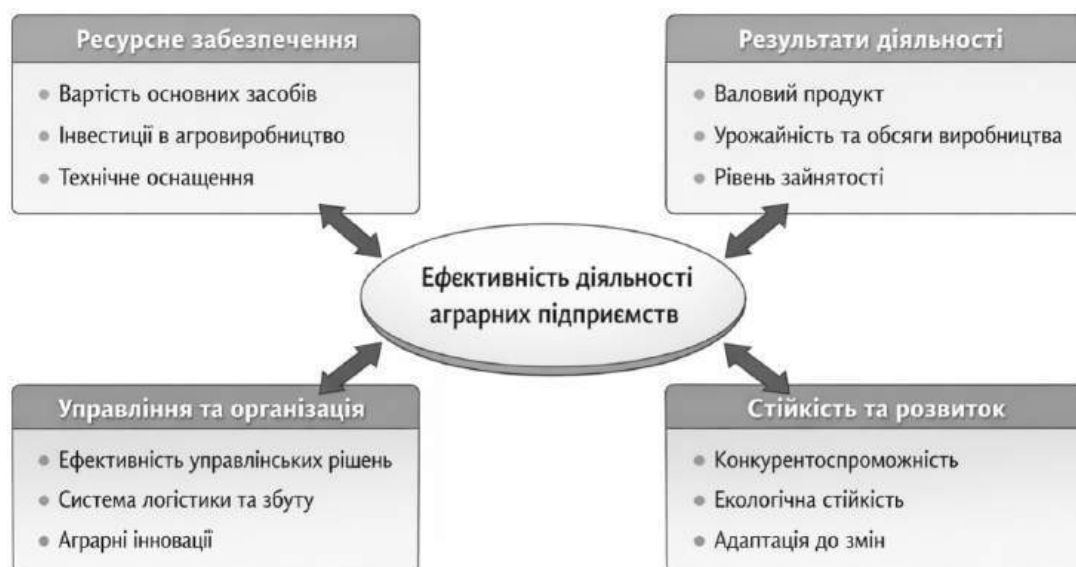 Ресурсне забезпечення
Вартість основних засобів
Інвестиції в агровиробництво
Технічне оснащення
Результати діяльності
Валовий продукт
Урожайність та обсяги виробництва
Рівень зайнятості
Ефективність діяльності
аграрних підприємств
Управління та організація
Ефективність управлінських рішень
Система логістики та збуту
Аграрні інновації
Стійкість та розвиток
Конкурентоспроможність
Екологічна стійкість
Адаптація до змін